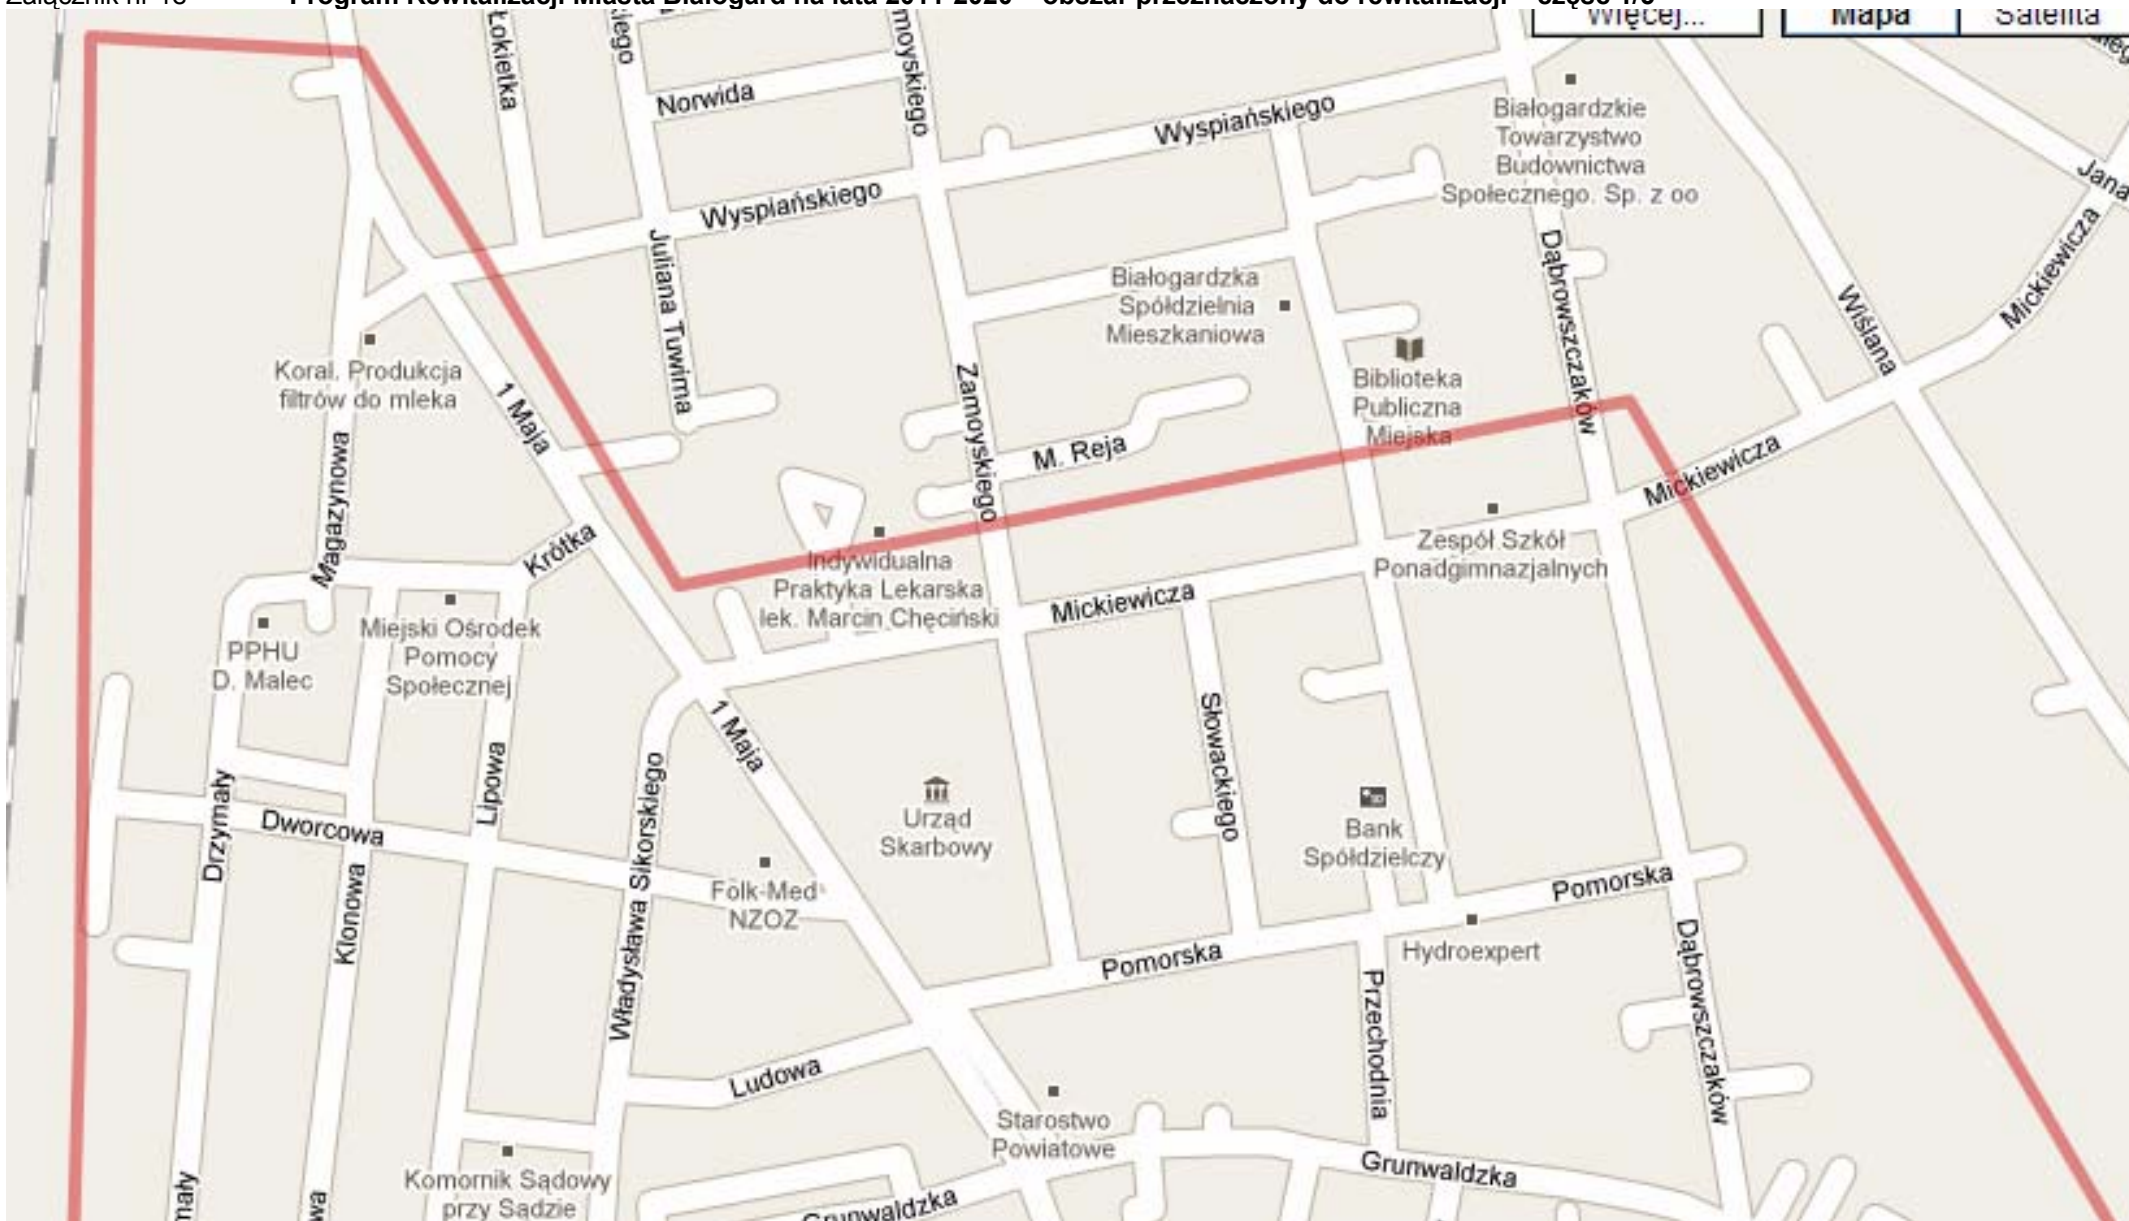 Załącznik nr 18 Program Rewitalizacji Miasta Białogard na lata 2011-2020 – obszar przeznaczony do rewitalizacji – część 1/3
Więcej...
Mapa
Satelita
Łokietka
Norwida
Wyspiańskiego
Wyspiańskiego
Białogardzkie
Towarzystwo
Budownictwa
Społecznego. Sp. z oo
Jana
Juliana Tuwima
Białogardzka
Spółdzielnia
Mieszkaniowa
Dąbrowszczaków
Wiślana
Mickiewicza
Koral. Produkcja
filtrów do mleka
1 Maja
Zamoyskiego
M. Reja
Biblioteka
Publiczna
Miejska
Mickiewicza
Magazynowa
Krótka
Indywidualna
Praktyka Lekarska
lek. Marcin Chęciński
Zespół Szkół
Ponadgimnazjalnych
Mickiewicza
Miejski Ośrodek
Pomocy
Społecznej
PPHU
D. Malec
1 Maja
Słowackiego
Lipowa
Drzymały
Dworcowa
Władysława Sikorskiego
Urząd
Skarbowy
Bank
Spółdzielczy
Klonowa
Folk-Med
NZOZ
Pomorska
Pomorska
Hydroexpert
Przechodnia
Dąbrowszczaków
Ludowa
Starostwo
Powiatowe
Grunwaldzka
Grunwaldzka
Komornik Sądowy
przy Sądzie